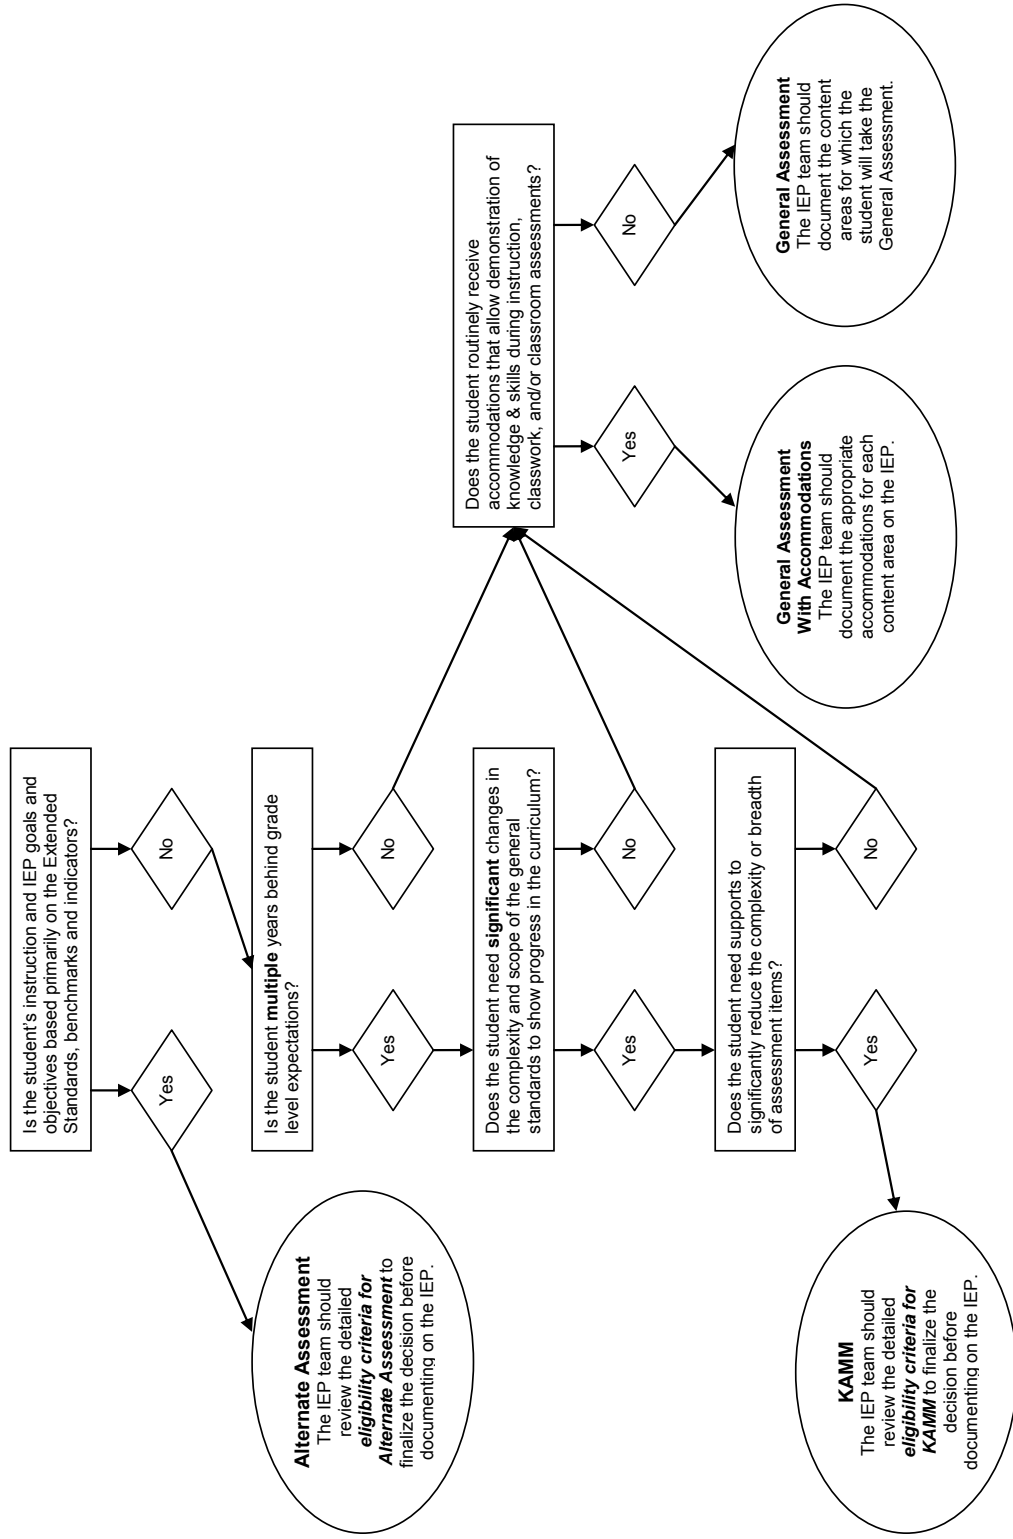 Is the student's instruction and IEP goals and
objectives based primarily on the Extended
Standards, benchmarks and indicators?
Yes
No
Alternate Assessment
The IEP team should
review the detailed
eligibility criteria for
Alternate Assessment to
finalize the decision before
documenting on the IEP.
Is the student multiple years behind grade
level expectations?
Yes
No
Does the student need significant changes in
the complexity and scope of the general
standards to show progress in the curriculum?
Yes
No
Does the student need supports to
significantly reduce the complexity or breadth
of assessment items?
Yes
No
KAMM
The IEP team should
review the detailed
eligibility criteria for
KAMM to finalize the
decision before
documenting on the IEP.
Does the student routinely receive
accommodations that allow demonstration of
knowledge & skills during instruction,
classwork, and/or classroom assessments?
Yes
No
General Assessment
With Accommodations
The IEP team should
document the appropriate
accommodations for each
content area on the IEP.
General Assessment
The IEP team should
document the content
areas for which the
student will take the
General Assessment.